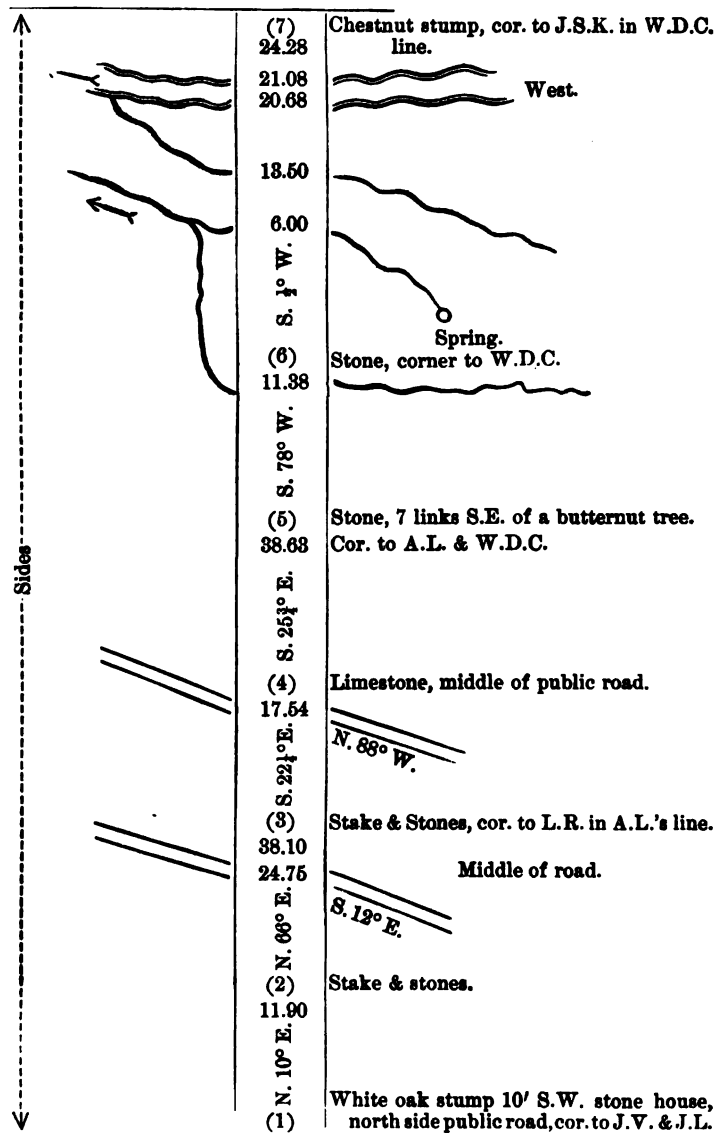 (7) Chestnut stump, cor. to J.S.K. in W.D.C.
24.28 line.
21.08
West.
20.68
13.50
6.00
S. ½° W.
Spring.
(6) Stone, corner to W.D.C.
11.38
S. 78° W.
(5) Stone, 7 links S.E. of a butternut tree.
38.63 Cor. to A.L. & W.D.C.
Sides
S. 25¾° E.
(4) Limestone, middle of public road.
17.54
N. 88° W.
S. 22¼° E.
(3) Stake & Stones, cor. to L.R. in A.L.'s line.
38.10
24.75 Middle of road.
S. 12° E.
N. 66° E.
(2) Stake & stones.
11.90
N. 10° E.
White oak stump 10' S.W. stone house,
(1) north side public road, cor. to J.V. & J.L.